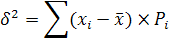 δ² = ∑(xᵢ − x̄) × Pᵢ